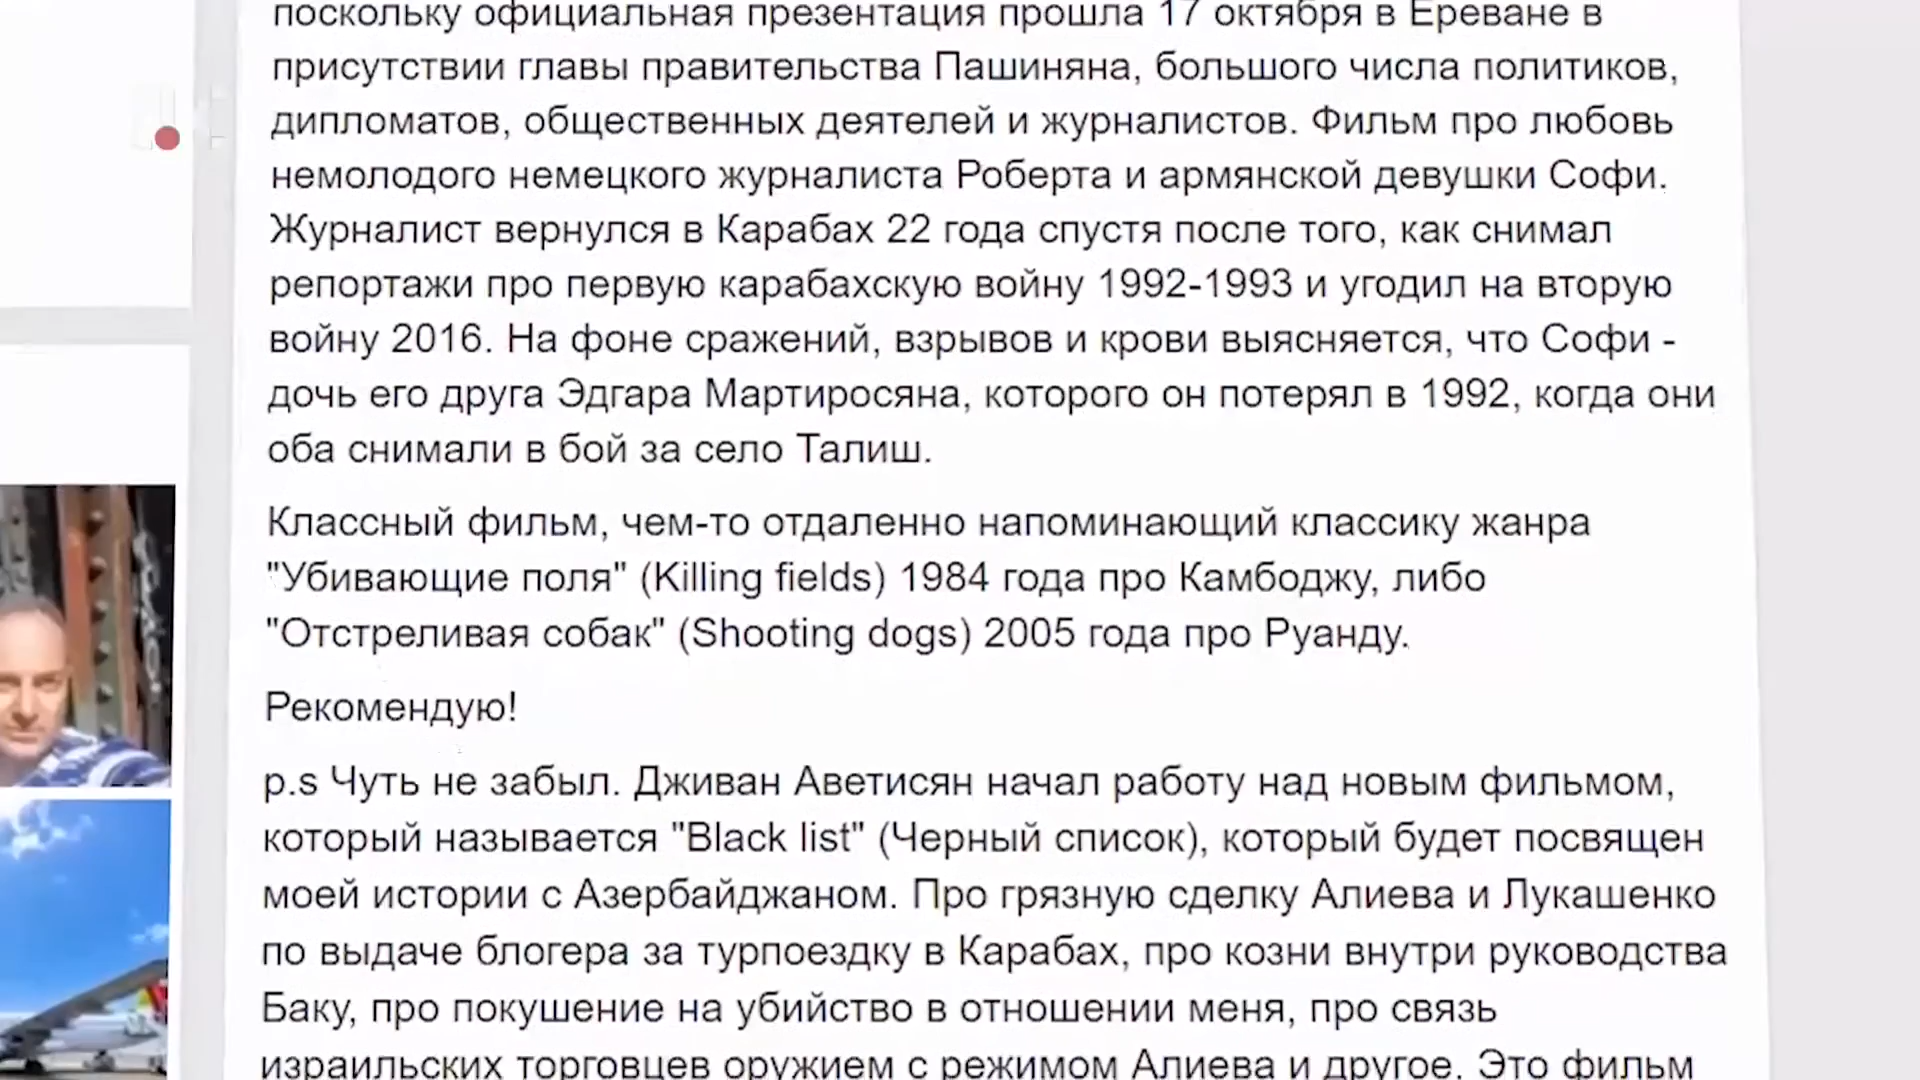 поскольку официальная презентация прошла 17 октября в Ереване в
присутствии главы правительства Пашиняна, большого числа политиков,
дипломатов, общественных деятелей и журналистов. Фильм про любовь
немолодого немецкого журналиста Роберта и армянской девушки Софи.
Журналист вернулся в Карабах 22 года спустя после того, как снимал
репортажи про первую карабахскую войну 1992-1993 и угодил на вторую
войну 2016. На фоне сражений, взрывов и крови выясняется, что Софи -
дочь его друга Эдгара Мартиросяна, которого он потерял в 1992, когда они
оба снимали в бой за село Талиш.
Классный фильм, чем-то отдаленно напоминающий классику жанра
"Убивающие поля" (Killing fields) 1984 года про Камбоджу, либо
"Отстреливая собак" (Shooting dogs) 2005 года про Руанду.
Рекомендую!
p.s Чуть не забыл. Дживан Аветисян начал работу над новым фильмом,
который называется "Black list" (Черный список), который будет посвящен
моей истории с Азербайджаном. Про грязную сделку Алиева и Лукашенко
по выдаче блогера за турпоездку в Карабах, про козни внутри руководства
Баку, про покушение на убийство в отношении меня, про связь
израильских торговцев оружием с режимом Алиева и другое. Это фильм